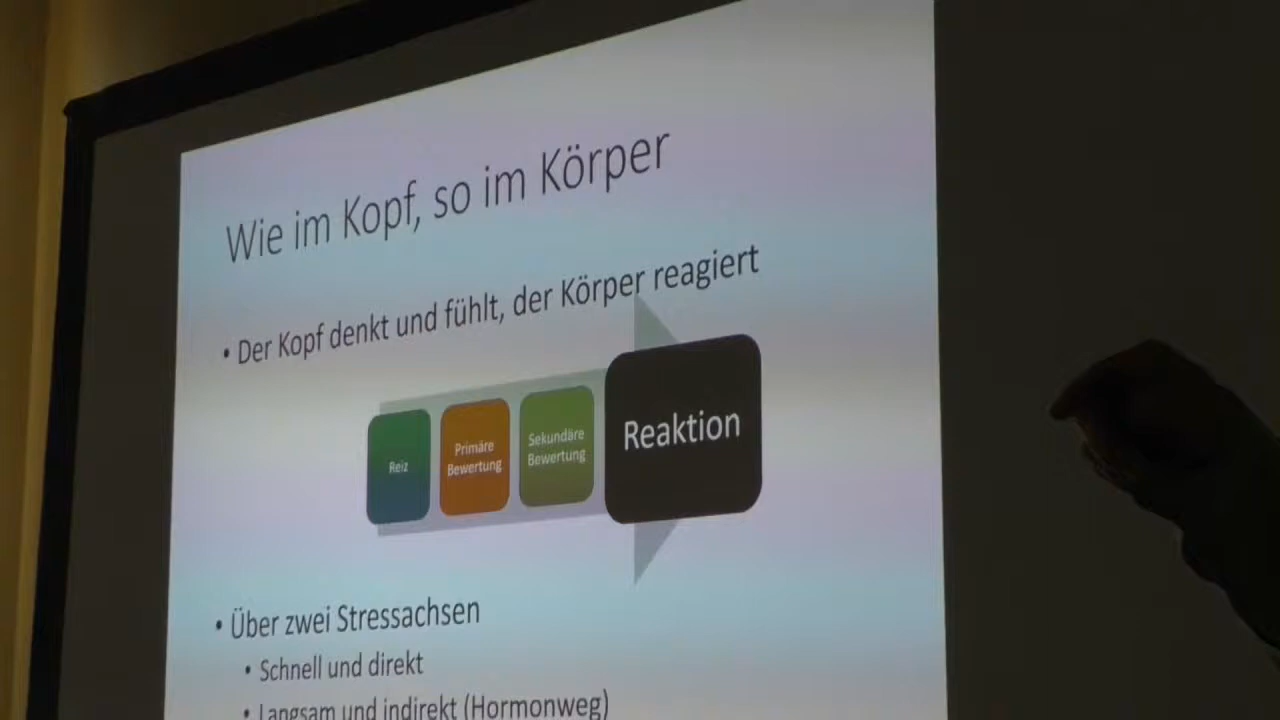 Wie im Kopf, so im Körper
• Der Kopf denkt und fühlt, der Körper reagiert
Reiz
Primäre
Bewertung
Sekundäre
Bewertung
Reaktion
• Über zwei Stressachsen
• Schnell und direkt
• Langsam und indirekt (Hormonweg)